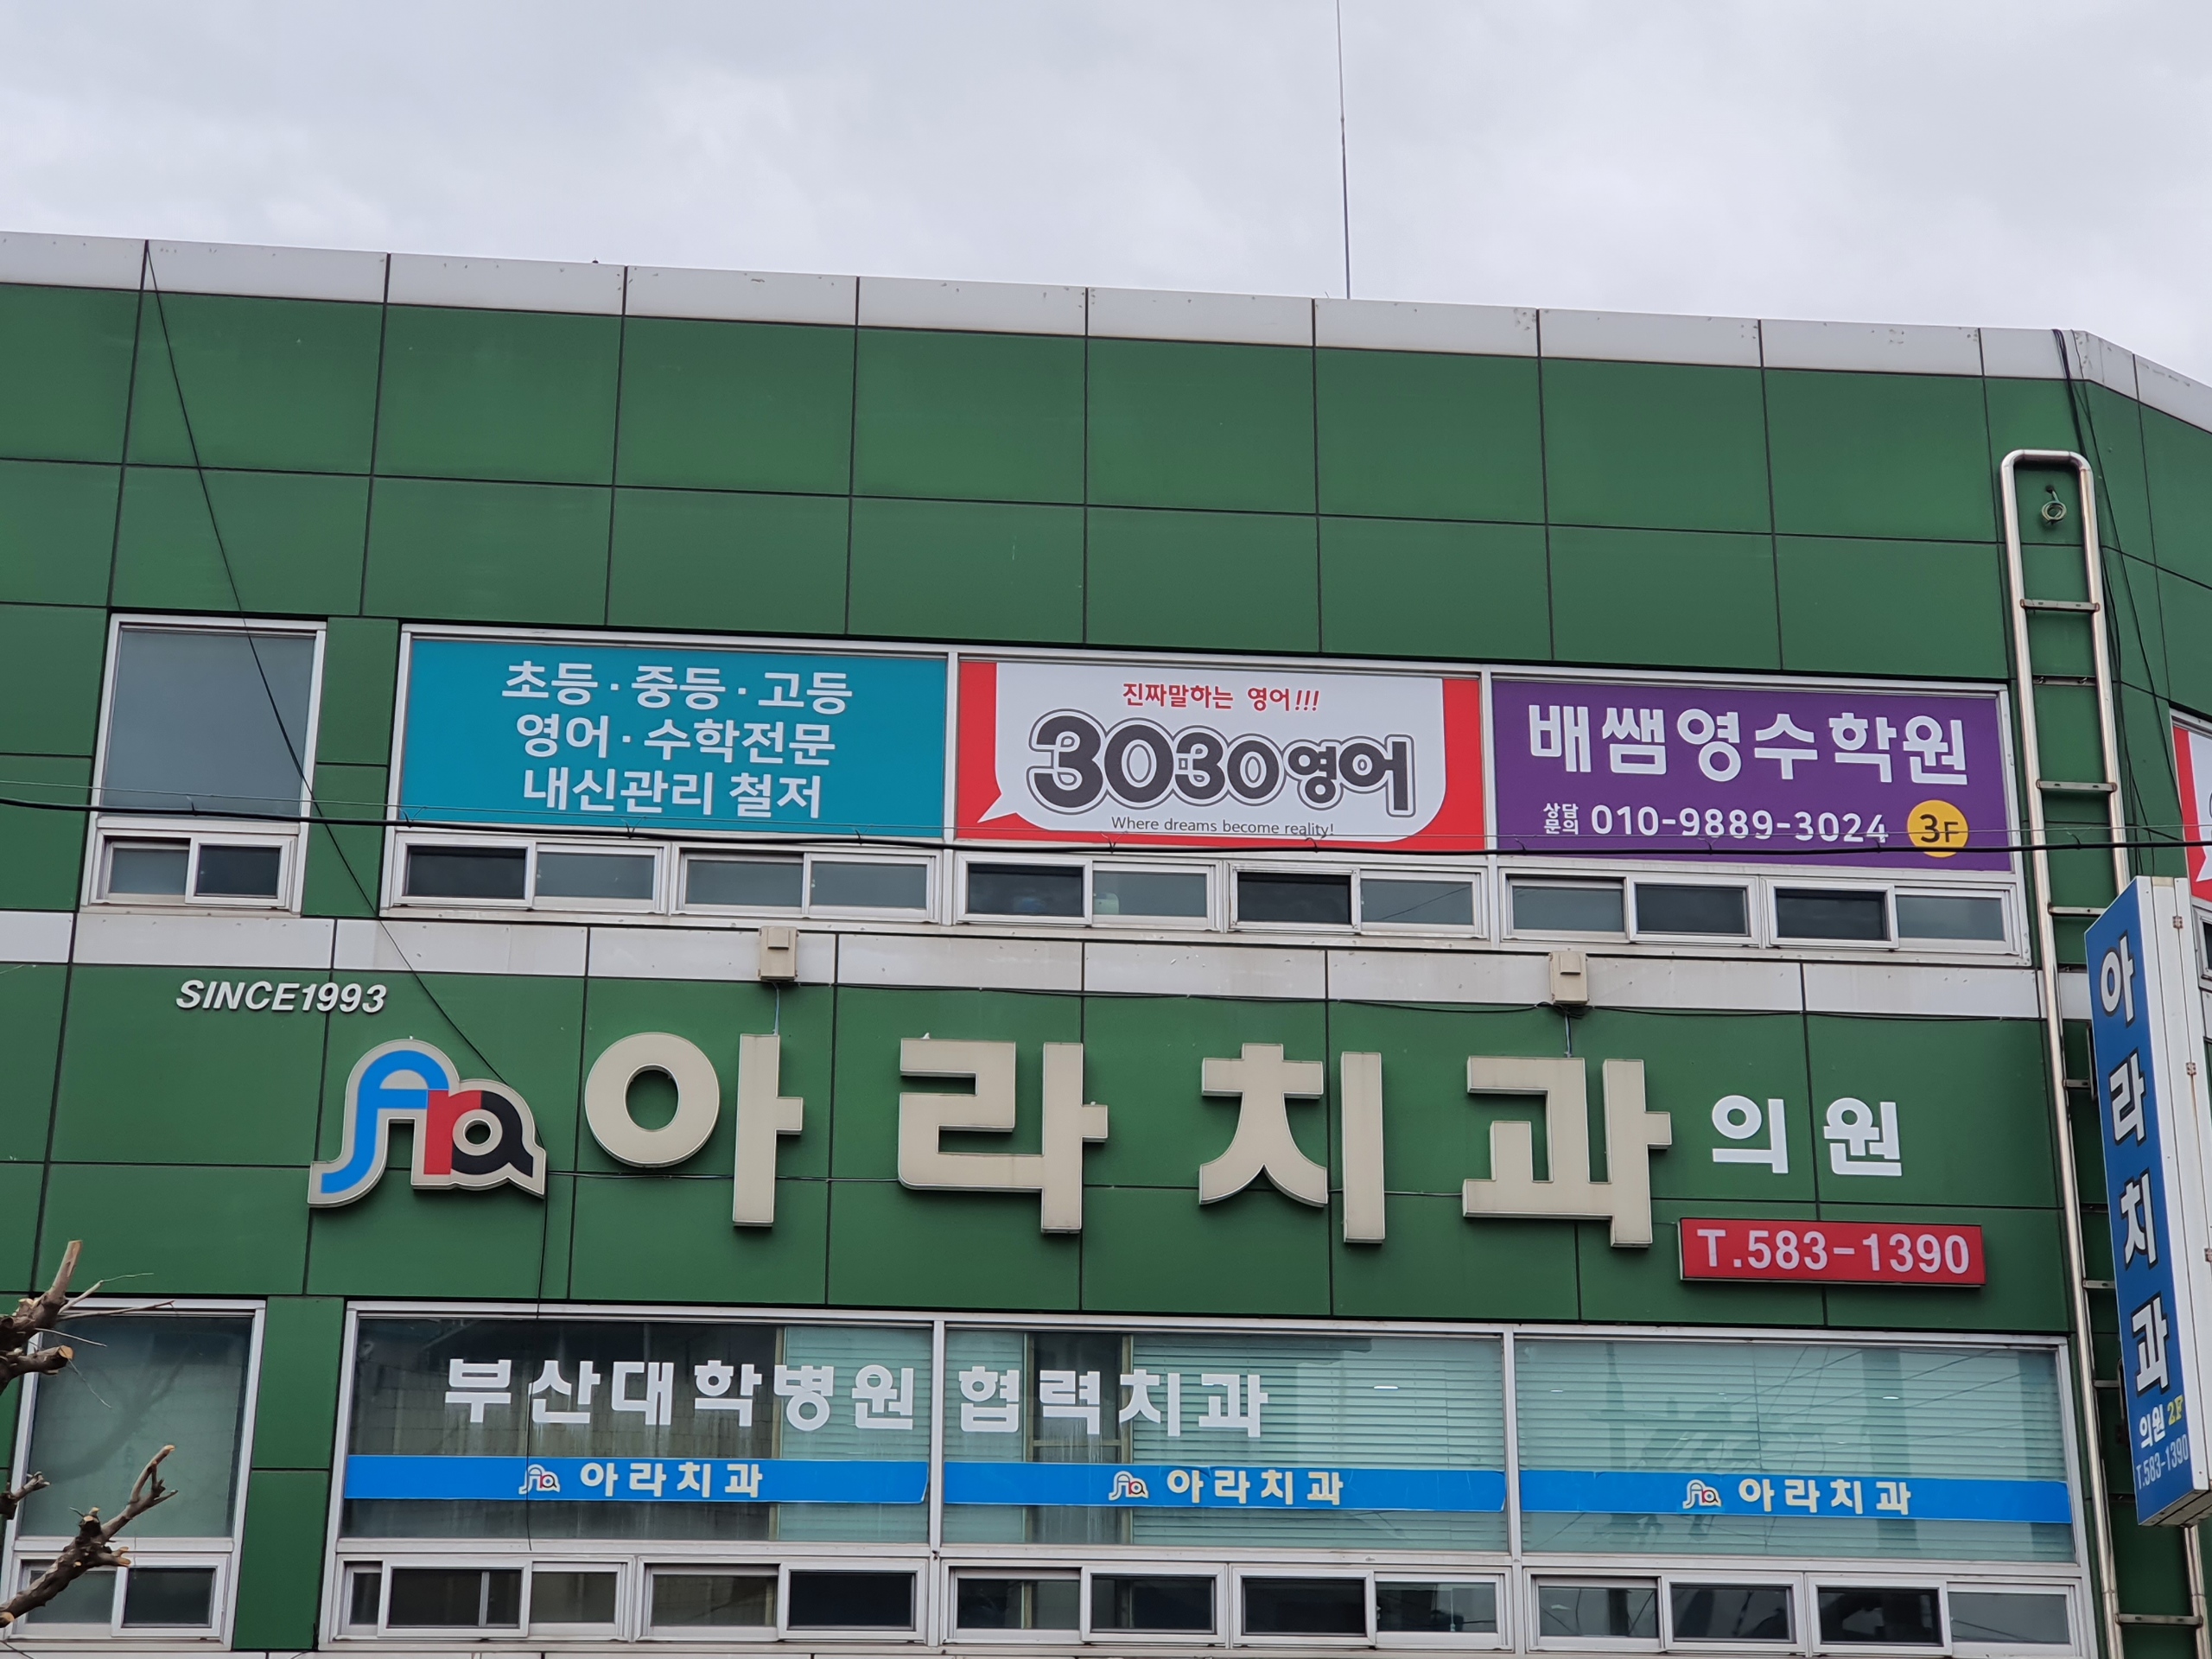 초등·중등·고등
영어·수학전문
내신관리 철저
진짜말하는 영어!!!
3030영어
Where dreams become reality!
배쌤영수학원
상담문의 010-9889-3024 3F
SINCE1993
Ara 아라치과의원
T.583-1390
부산대학병원 협력치과
Ara 아라치과
Ara 아라치과
Ara 아라치과
아라치과
의원 2F
T.583-1390